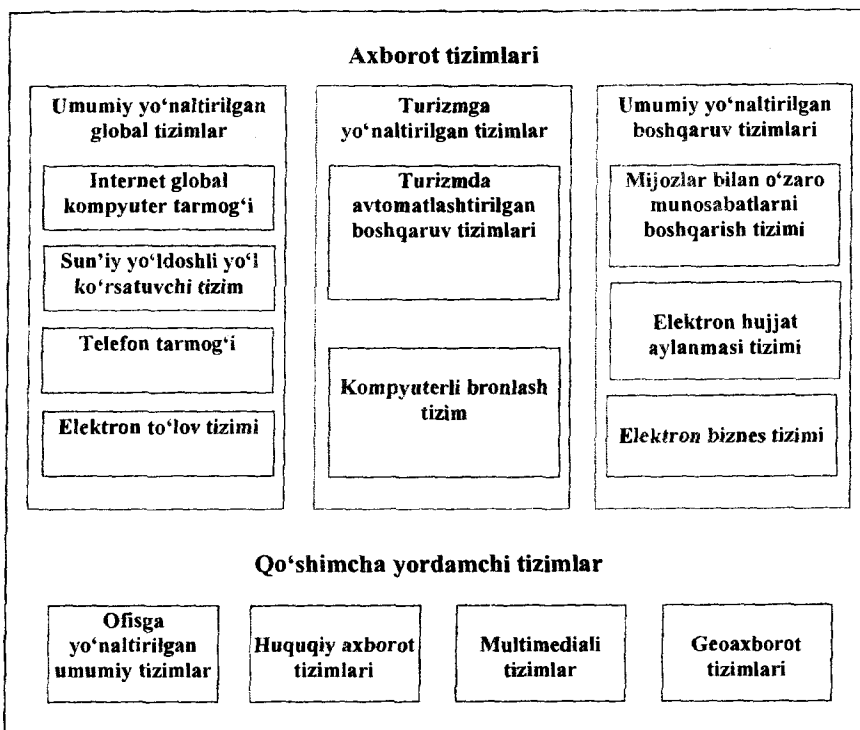 Axborot tizimlari
Umumiy yo‘naltirilgan
global tizimlar
Internet global
kompyuter tarmog‘i
Sun’iy yo‘ldoshli yo‘l
ko‘rsatuvchi tizim
Telefon tarmog‘i
Elektron to‘lov tizimi
Turizmga
yo‘naltirilgan tizimlar
Turizmda
avtomatlashtirilgan
boshqaruv tizimlari
Kompyuterli bronlash
tizim
Umumiy yo‘naltirilgan
boshqaruv tizimlari
Mijozlar bilan o‘zaro
munosabatlarni
boshqarish tizimi
Elektron hujjat
aylanmasi tizimi
Elektron biznes tizimi
Qo‘shimcha yordamchi tizimlar
Ofisga
yo‘naltirilgan
umumiy tizimlar
Huquqiy axborot
tizimlari
Multimediali
tizimlar
Geoaxborot
tizimlari